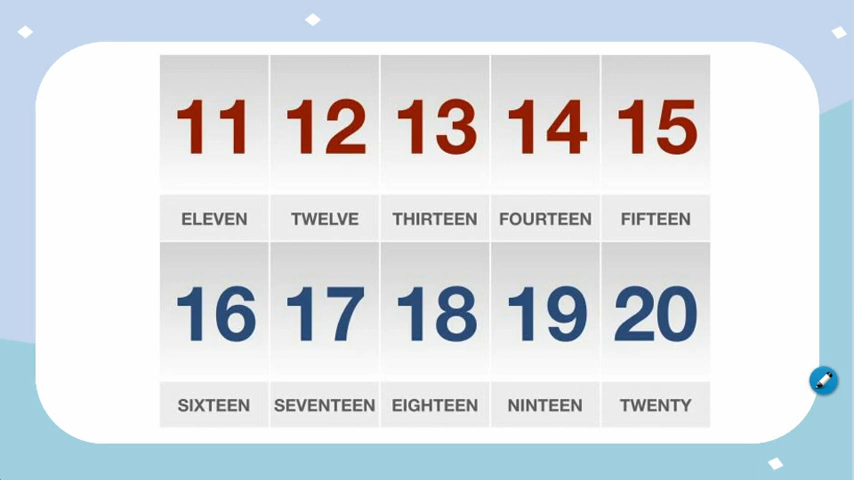 11 12 13 14 15
ELEVEN TWELVE THIRTEEN FOURTEEN FIFTEEN
16 17 18 19 20
SIXTEEN SEVENTEEN EIGHTEEN NINTEEN TWENTY